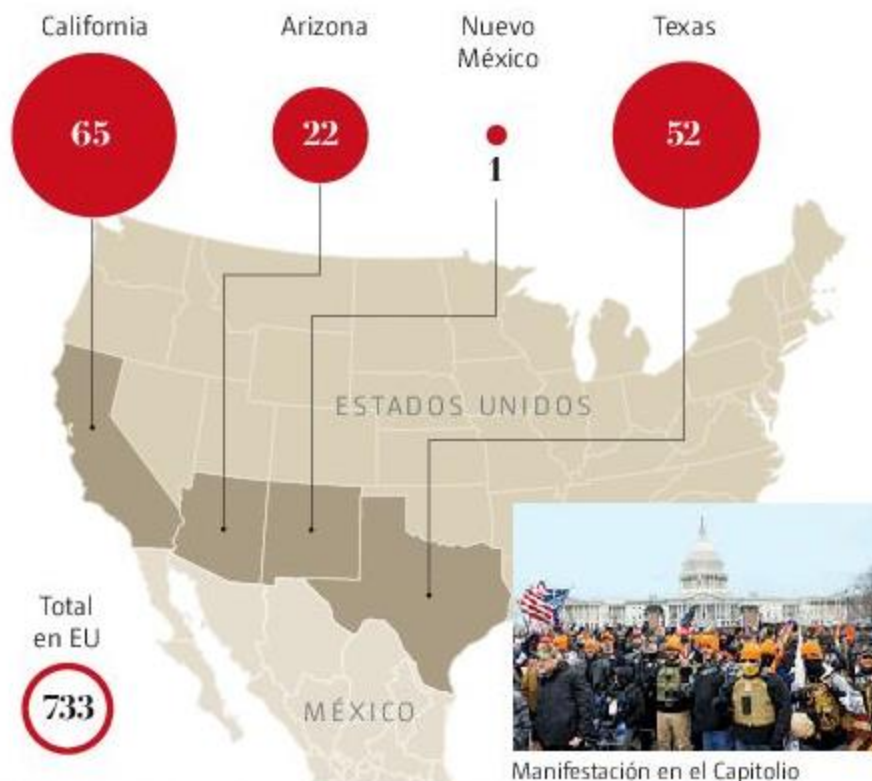 California
65
Arizona
22
Nuevo
México
1
Texas
52
ESTADOS UNIDOS
Total
en EU
733
MÉXICO
Manifestación en el Capitolio